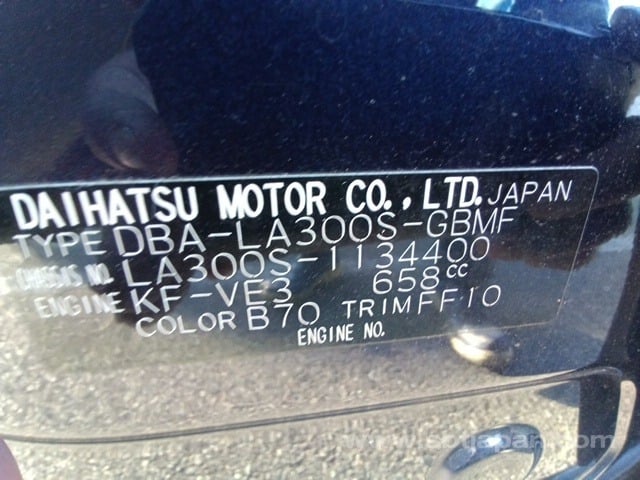 DAIHATSU MOTOR CO., LTD. JAPAN
TYPE DBA-LA300S-GBMF
CHASSIS NO. LA300S-1134400
ENGINE KF-VE3 658cc
COLOR B70 TRIM FF10
ENGINE NO.